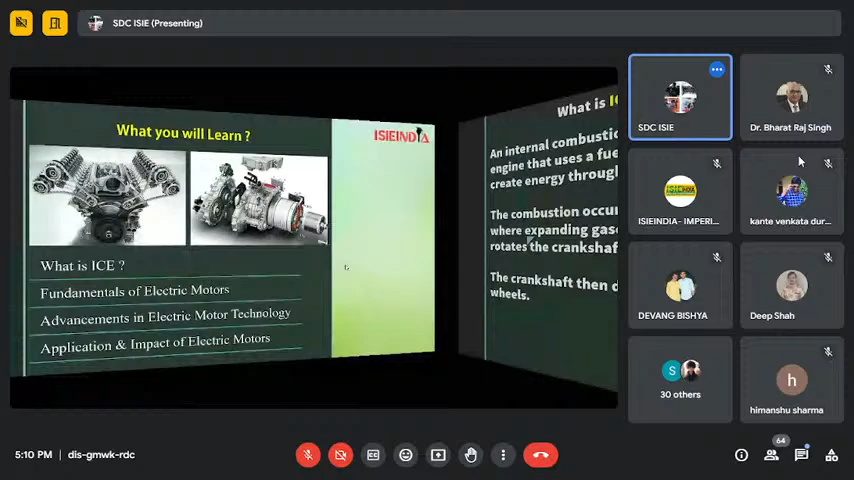 SDC ISIE (Presenting)
What you will Learn ?
ISIEINDIA
What is ICE ?
Fundamentals of Electric Motors
Advancements in Electric Motor Technology
Application & Impact of Electric Motors
What is
An internal combustio
engine that uses a fue
create energy through
The combustion occur
where expanding gase
rotates the crankshaf
The crankshaft then d
wheels.
SDC ISIE
Dr. Bharat Raj Singh
ISIEINDIA- IMPERI...
kante venkata dur...
DEVANG BISHYA
Deep Shah
S
30 others
h
himanshu sharma
5:10 PM | dis-gmwk-rdc
64